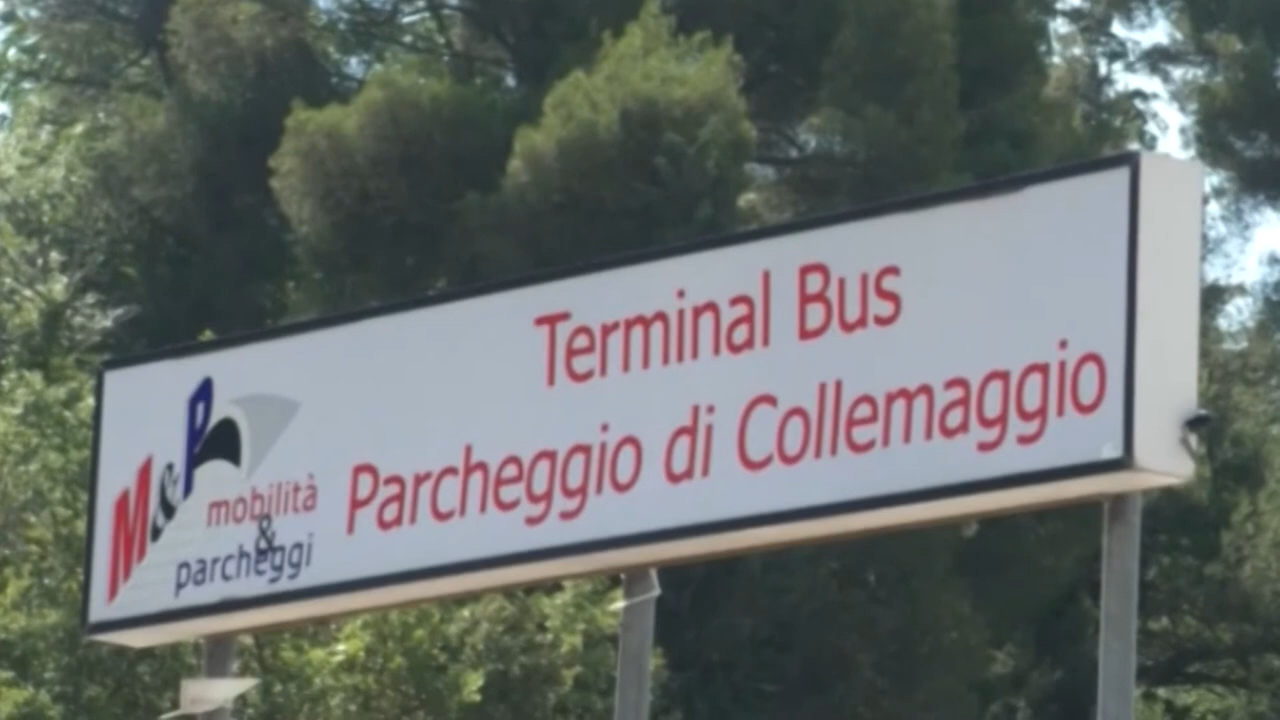 M&P
mobilità
&
parcheggi
Terminal Bus
Parcheggio di Collemaggio